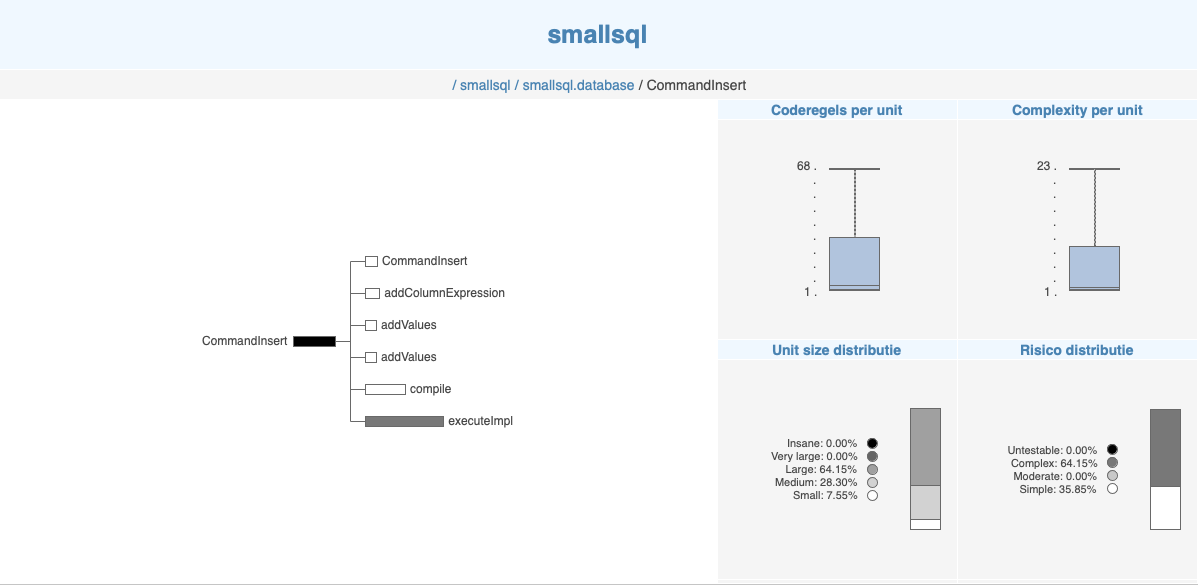 smallsql
/ smallsql / smallsql.database / CommandInsert
CommandInsert
CommandInsert
addColumnExpression
addValues
addValues
compile
executeImpl
Coderegels per unit
68 .
.
.
.
.
.
.
.
.
1 .
Complexity per unit
23 .
.
.
.
.
.
.
.
.
1 .
Unit size distributie
Insane: 0.00%
Very large: 0.00%
Large: 64.15%
Medium: 28.30%
Small: 7.55%
Risico distributie
Untestable: 0.00%
Complex: 64.15%
Moderate: 0.00%
Simple: 35.85%